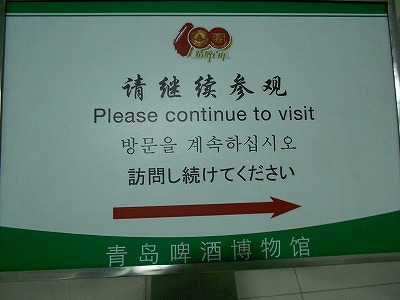 请继续参观
Please continue to visit
방문을 계속하십시오
訪問し続けてください
青岛啤酒博物馆